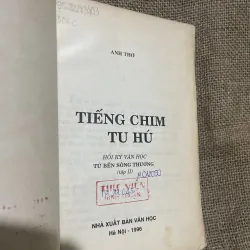 ANH THƠ
TIẾNG CHIM
TU HÚ
HỒI KÝ VĂN HỌC
TỪ BẾN SÔNG THƯƠNG
(tập II)
THƯ VIỆN
NHÀ XUẤT BẢN VĂN HỌC
Hà Nội - 1996